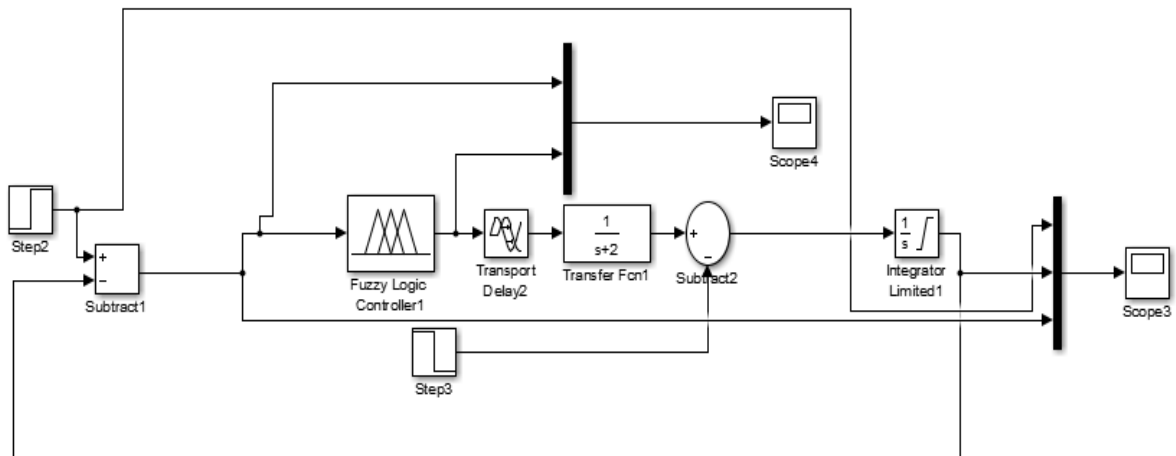 Scope4
Step2
+
−
Subtract1
Fuzzy Logic
Controller1
Transport
Delay2
1
s+2
Transfer Fcn1
+
−
Subtract2
1
s
Integrator
Limited1
Scope3
Step3